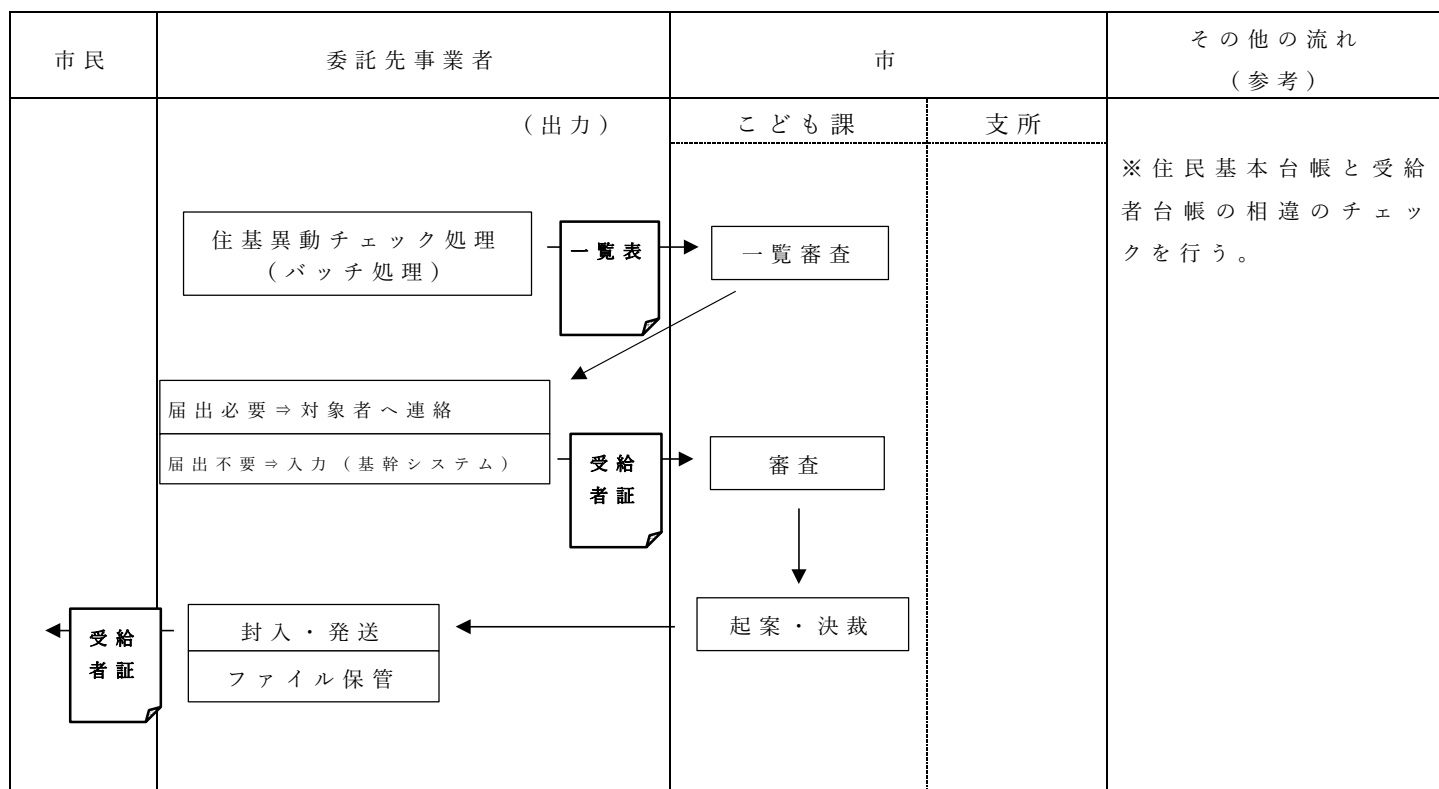 市民
委託先事業者
市
その他の流れ
(参考)
(出力)
こども課
支所
※住民基本台帳と受給
者台帳の相違のチェッ
クを行う。
住基異動チェック処理
(バッチ処理)
一覧表
一覧審査
届出必要⇒対象者へ連絡
届出不要⇒入力(基幹システム)
受給
者証
審査
受給
者証
封入・発送
ファイル保管
起案・決裁